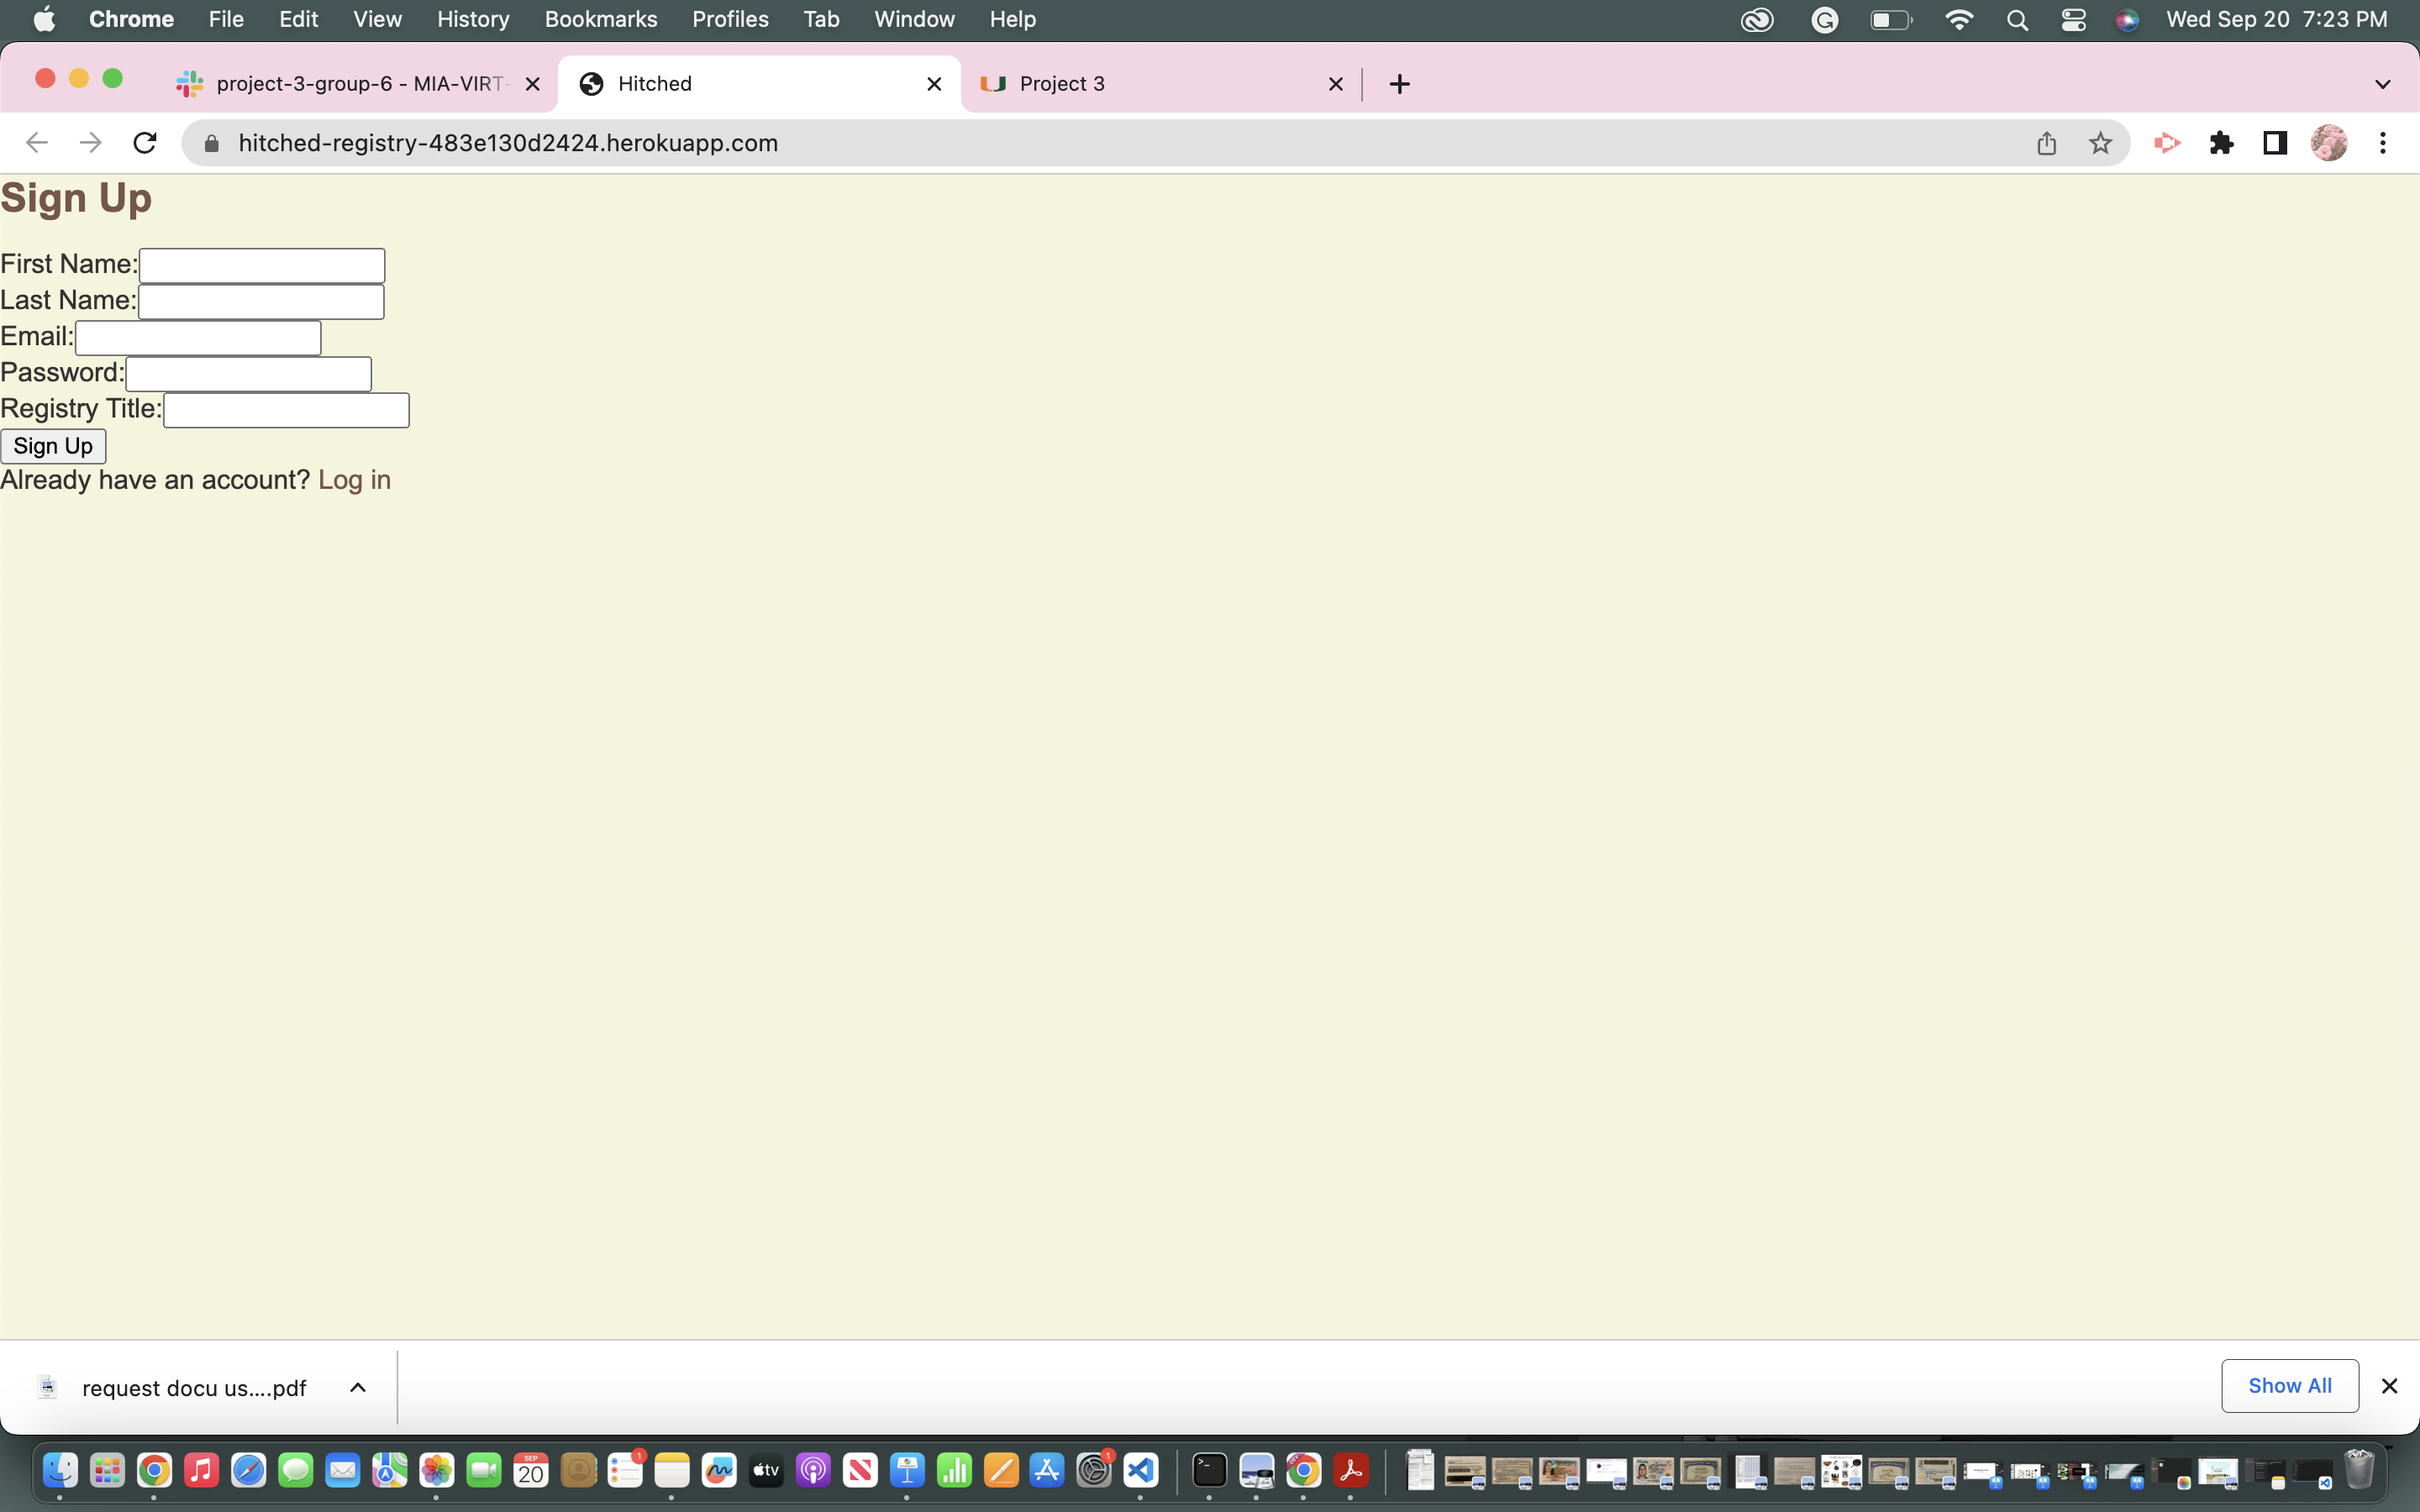 Chrome File Edit View History Bookmarks Profiles Tab Window Help Wed Sep 20 7:23 PM
project-3-group-6 - MIA-VIRT- Hitched Project 3
hitched-registry-483e130d2424.herokuapp.com
Sign Up
First Name:
Last Name:
Email:
Password:
Registry Title:
Sign Up
Already have an account? Log in
request docu us....pdf Show All
SEP
20
1
tv
1